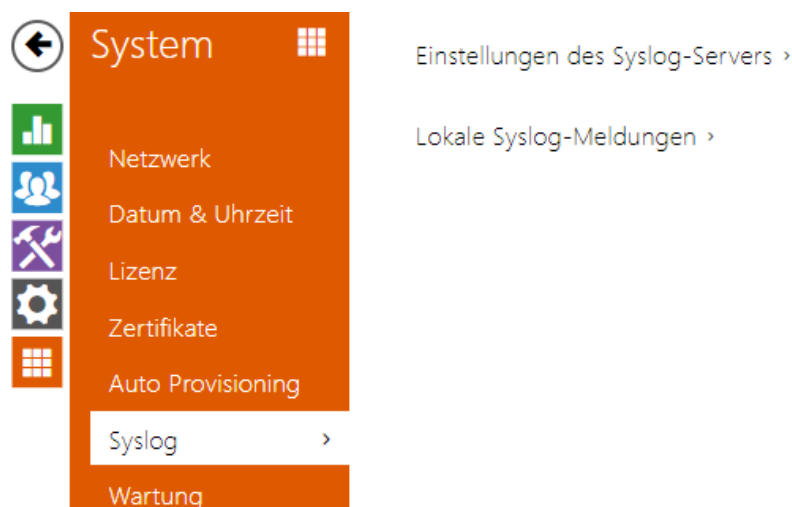 System
Netzwerk
Datum & Uhrzeit
Lizenz
Zertifikate
Auto Provisioning
Syslog
Wartung
Einstellungen des Syslog-Servers
Lokale Syslog-Meldungen